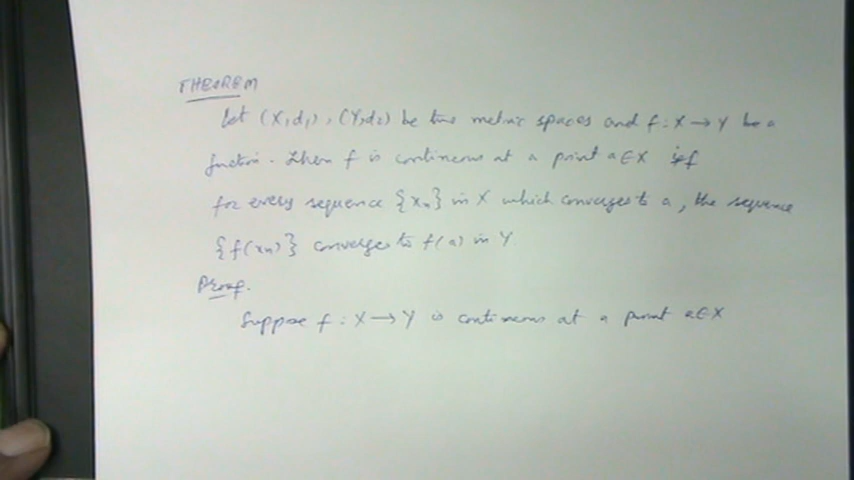 THEOREM
Let (X,d₁), (Y,d₂) be two metric spaces and f : X → Y be a
function. Then f is continuous at a point a ∈ X iff
for every sequence {xₙ} in X which converges to a, the sequence
{f(xₙ)} converges to f(a) in Y.
Proof.
Suppose f : X → Y is continuous at a point a ∈ X